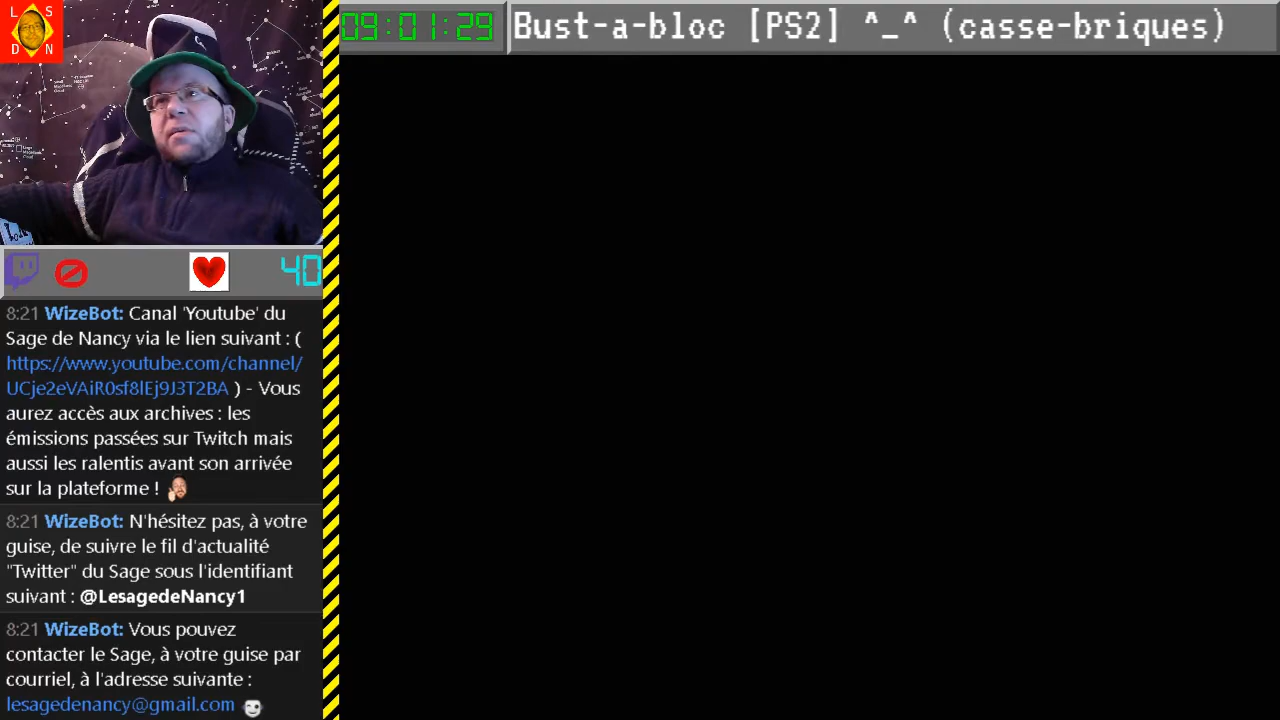 L S
D N
09:01:29
Bust-a-bloc [PS2] ^_^ (casse-briques)
40
8:21 WizeBot: Canal 'Youtube' du
Sage de Nancy via le lien suivant : (
https://www.youtube.com/channel/
UCje2eVAiR0sf8lEj9J3T2BA ) - Vous
aurez accès aux archives : les
émissions passées sur Twitch mais
aussi les ralentis avant son arrivée
sur la plateforme !
8:21 WizeBot: N'hésitez pas, à votre
guise, de suivre le fil d'actualité
"Twitter" du Sage sous l'identifiant
suivant : @LesagedeNancy1
8:21 WizeBot: Vous pouvez
contacter le Sage, à votre guise par
courriel, à l'adresse suivante :
lesagedenancy@gmail.com